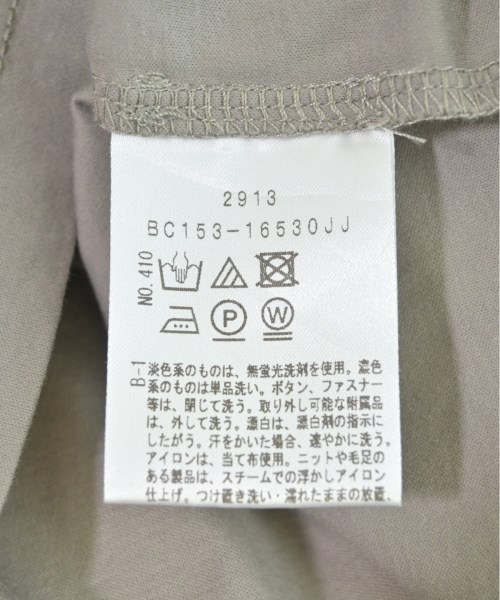 2913
BC153-16530JJ
NO.410
P
W
B-1
淡色系のものは、無蛍光洗剤を使用。濃色
系のものは単品洗い。ボタン、ファスナー
等は、閉じて洗う。取り外し可能な附属品
は、外して洗う。漂白は、漂白剤の指示に
したがう。汗をかいた場合、速やかに洗う。
アイロンは、当て布使用。ニットや毛足の
ある製品は、スチームでの浮かしアイロン
仕上げ。つけ置き洗い・濡れたままの放置、